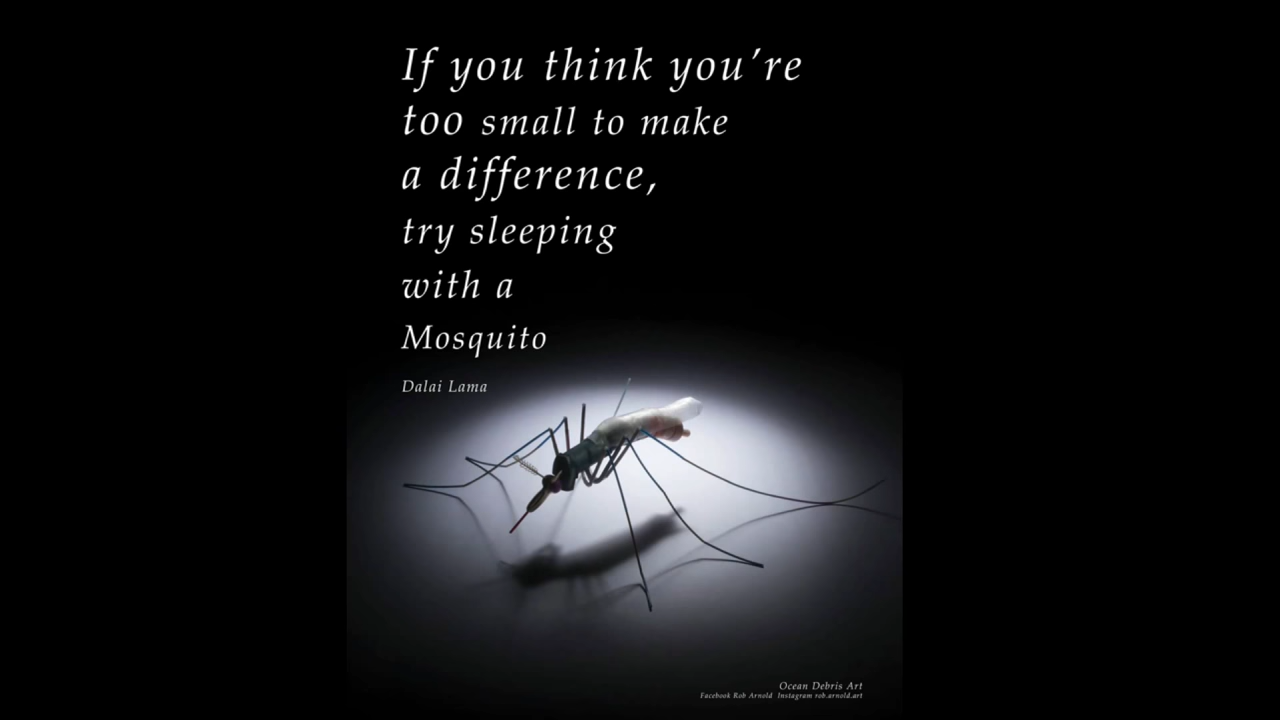 If you think you’re
too small to make
a difference,
try sleeping
with a
Mosquito
Dalai Lama
Ocean Debris Art
Facebook Rob Arnold Instagram rob.arnold.art